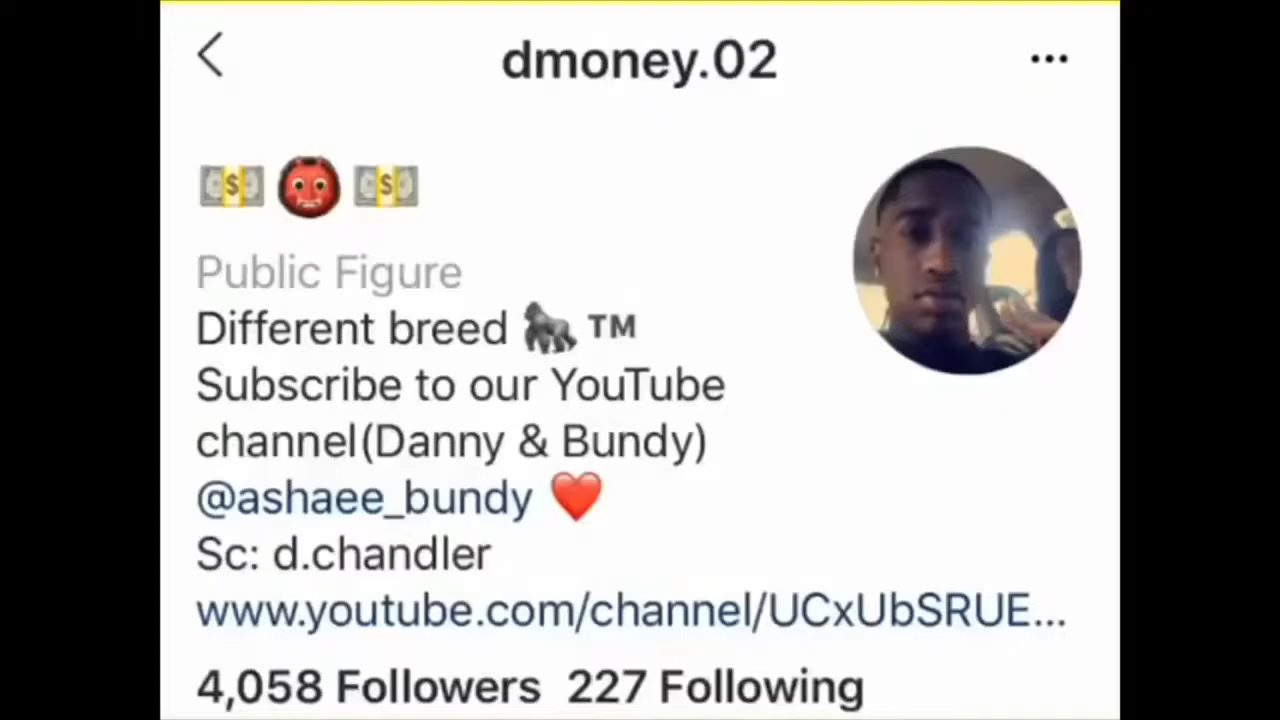 dmoney.02
💵👹💵
Public Figure
Different breed 🦍™
Subscribe to our YouTube
channel(Danny & Bundy)
@ashaee_bundy ❤️
Sc: d.chandler
www.youtube.com/channel/UCxUbSRUE...
4,058 Followers 227 Following